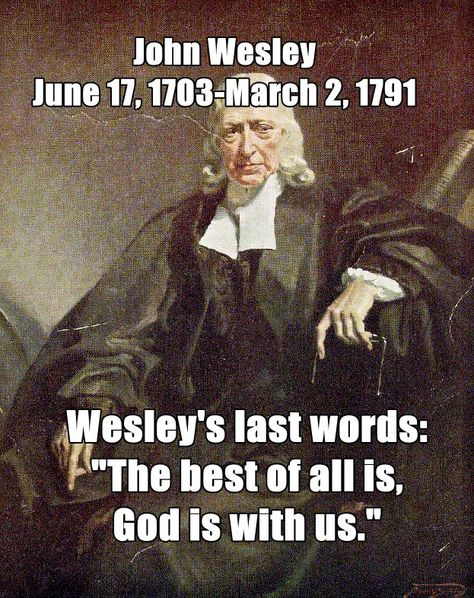 John Wesley
June 17, 1703-March 2, 1791
Wesley's last words:
"The best of all is,
God is with us."